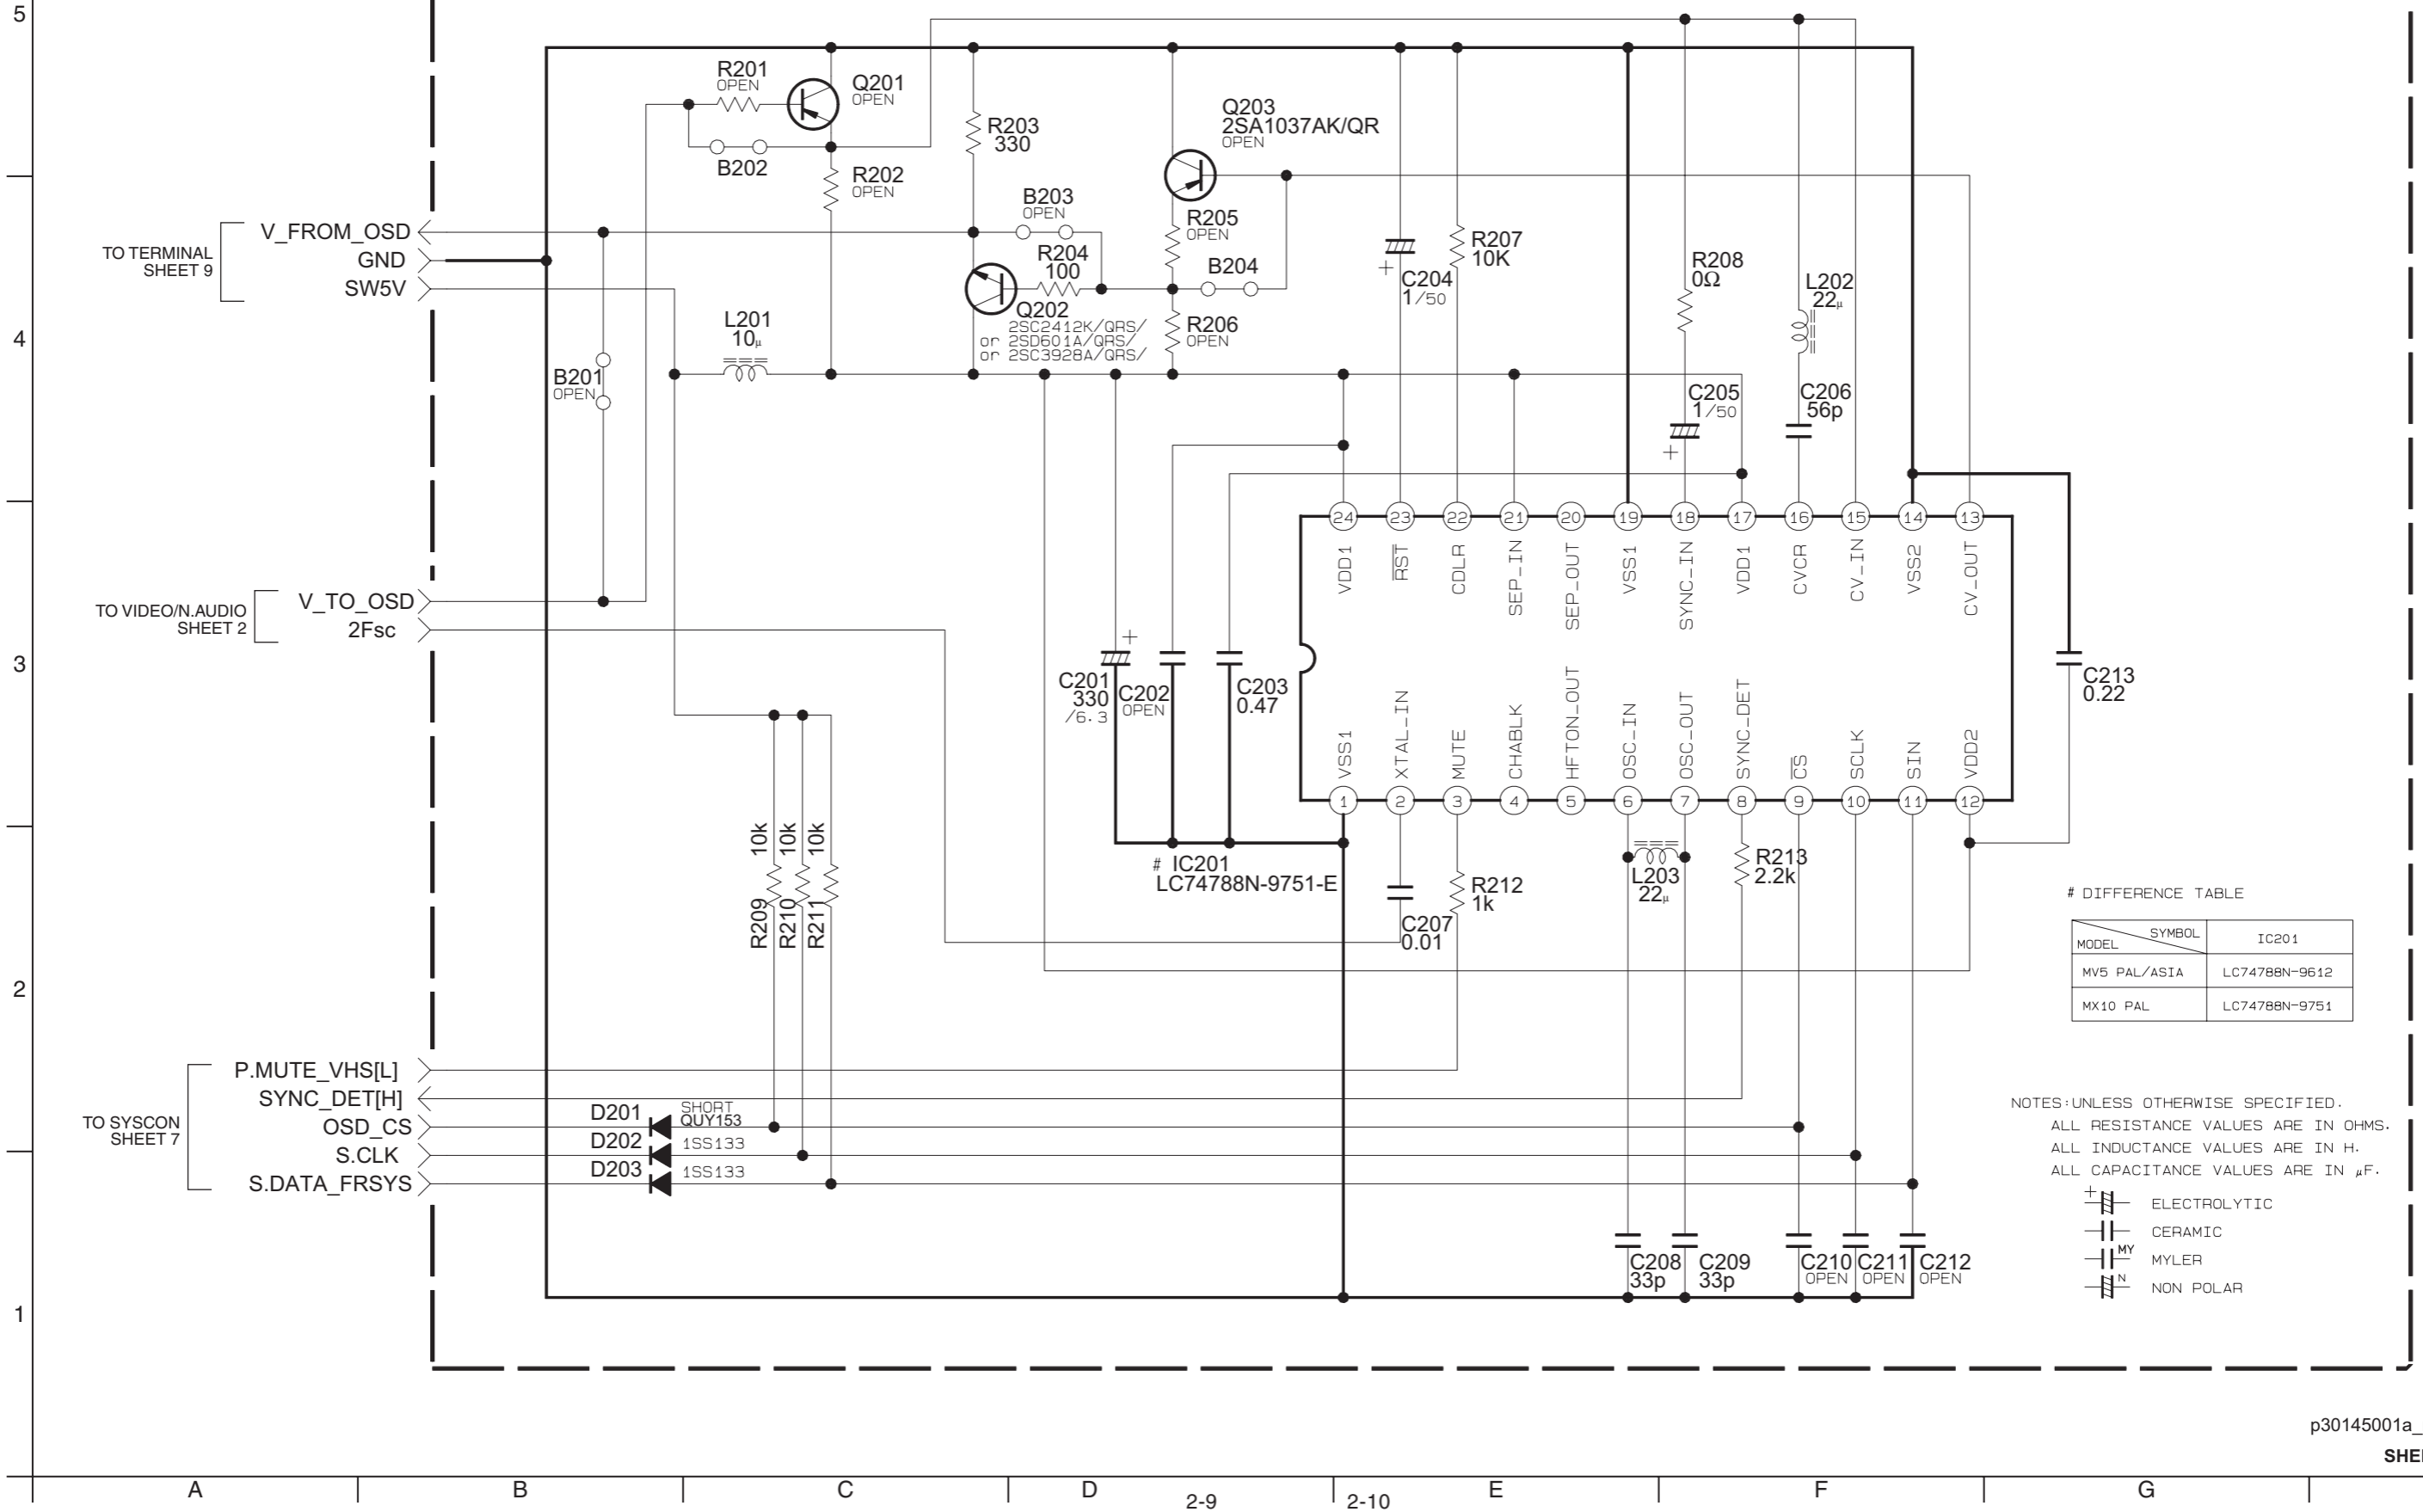 5
R201
OPEN
Q201
OPEN
B202
R202
OPEN
R203
330
Q203
2SA1037AK/QR
OPEN
B203
OPEN
R204
100
R205
OPEN
B204
Q202
2SC2412K/QRS/
or 2SD601A/QRS/
or 2SC3928A/QRS/
R206
OPEN
+
C204
1/50
R207
10K
R208
0Ω
L202
22μ
TO TERMINAL
SHEET 9
V_FROM_OSD
GND
SW5V
4
L201
10μ
B201
OPEN
C205
1/50
+
C206
56p
24
23
22
21
20
19
18
17
16
15
14
13
VDD1
RST
CDLR
SEP_IN
SEP_OUT
VSS1
SYNC_IN
VDD1
CVCR
CV_IN
VSS2
CV_OUT
TO VIDEO/N.AUDIO
SHEET 2
V_TO_OSD
2Fsc
3
+
C201
330
/6.3
C202
OPEN
C203
0.47
C213
0.22
VSS1
XTAL_IN
MUTE
CHABLK
HFTON_OUT
OSC_IN
OSC_OUT
SYNC_DET
CS
SCLK
SIN
VDD2
1
2
3
4
5
6
7
8
9
10
11
12
10k
10k
10k
R209
R210
R211
# IC201
LC74788N-9751-E
C207
0.01
R212
1k
L203
22μ
R213
2.2k
# DIFFERENCE TABLE
SYMBOL
MODEL
IC201
MV5 PAL/ASIA
LC74788N-9612
MX10 PAL
LC74788N-9751
2
TO SYSCON
SHEET 7
P.MUTE_VHS[L]
SYNC_DET[H]
OSD_CS
S.CLK
S.DATA_FRSYS
D201
SHORT
QUY153
D202
1SS133
D203
1SS133
NOTES:UNLESS OTHERWISE SPECIFIED.
ALL RESISTANCE VALUES ARE IN OHMS.
ALL INDUCTANCE VALUES ARE IN H.
ALL CAPACITANCE VALUES ARE IN μF.
+
ELECTROLYTIC
CERAMIC
MY
MYLER
N
NON POLAR
C208
33p
C209
33p
C210
OPEN
C211
OPEN
C212
OPEN
1
p30145001a_
A
B
C
D
2-9
2-10
E
F
G